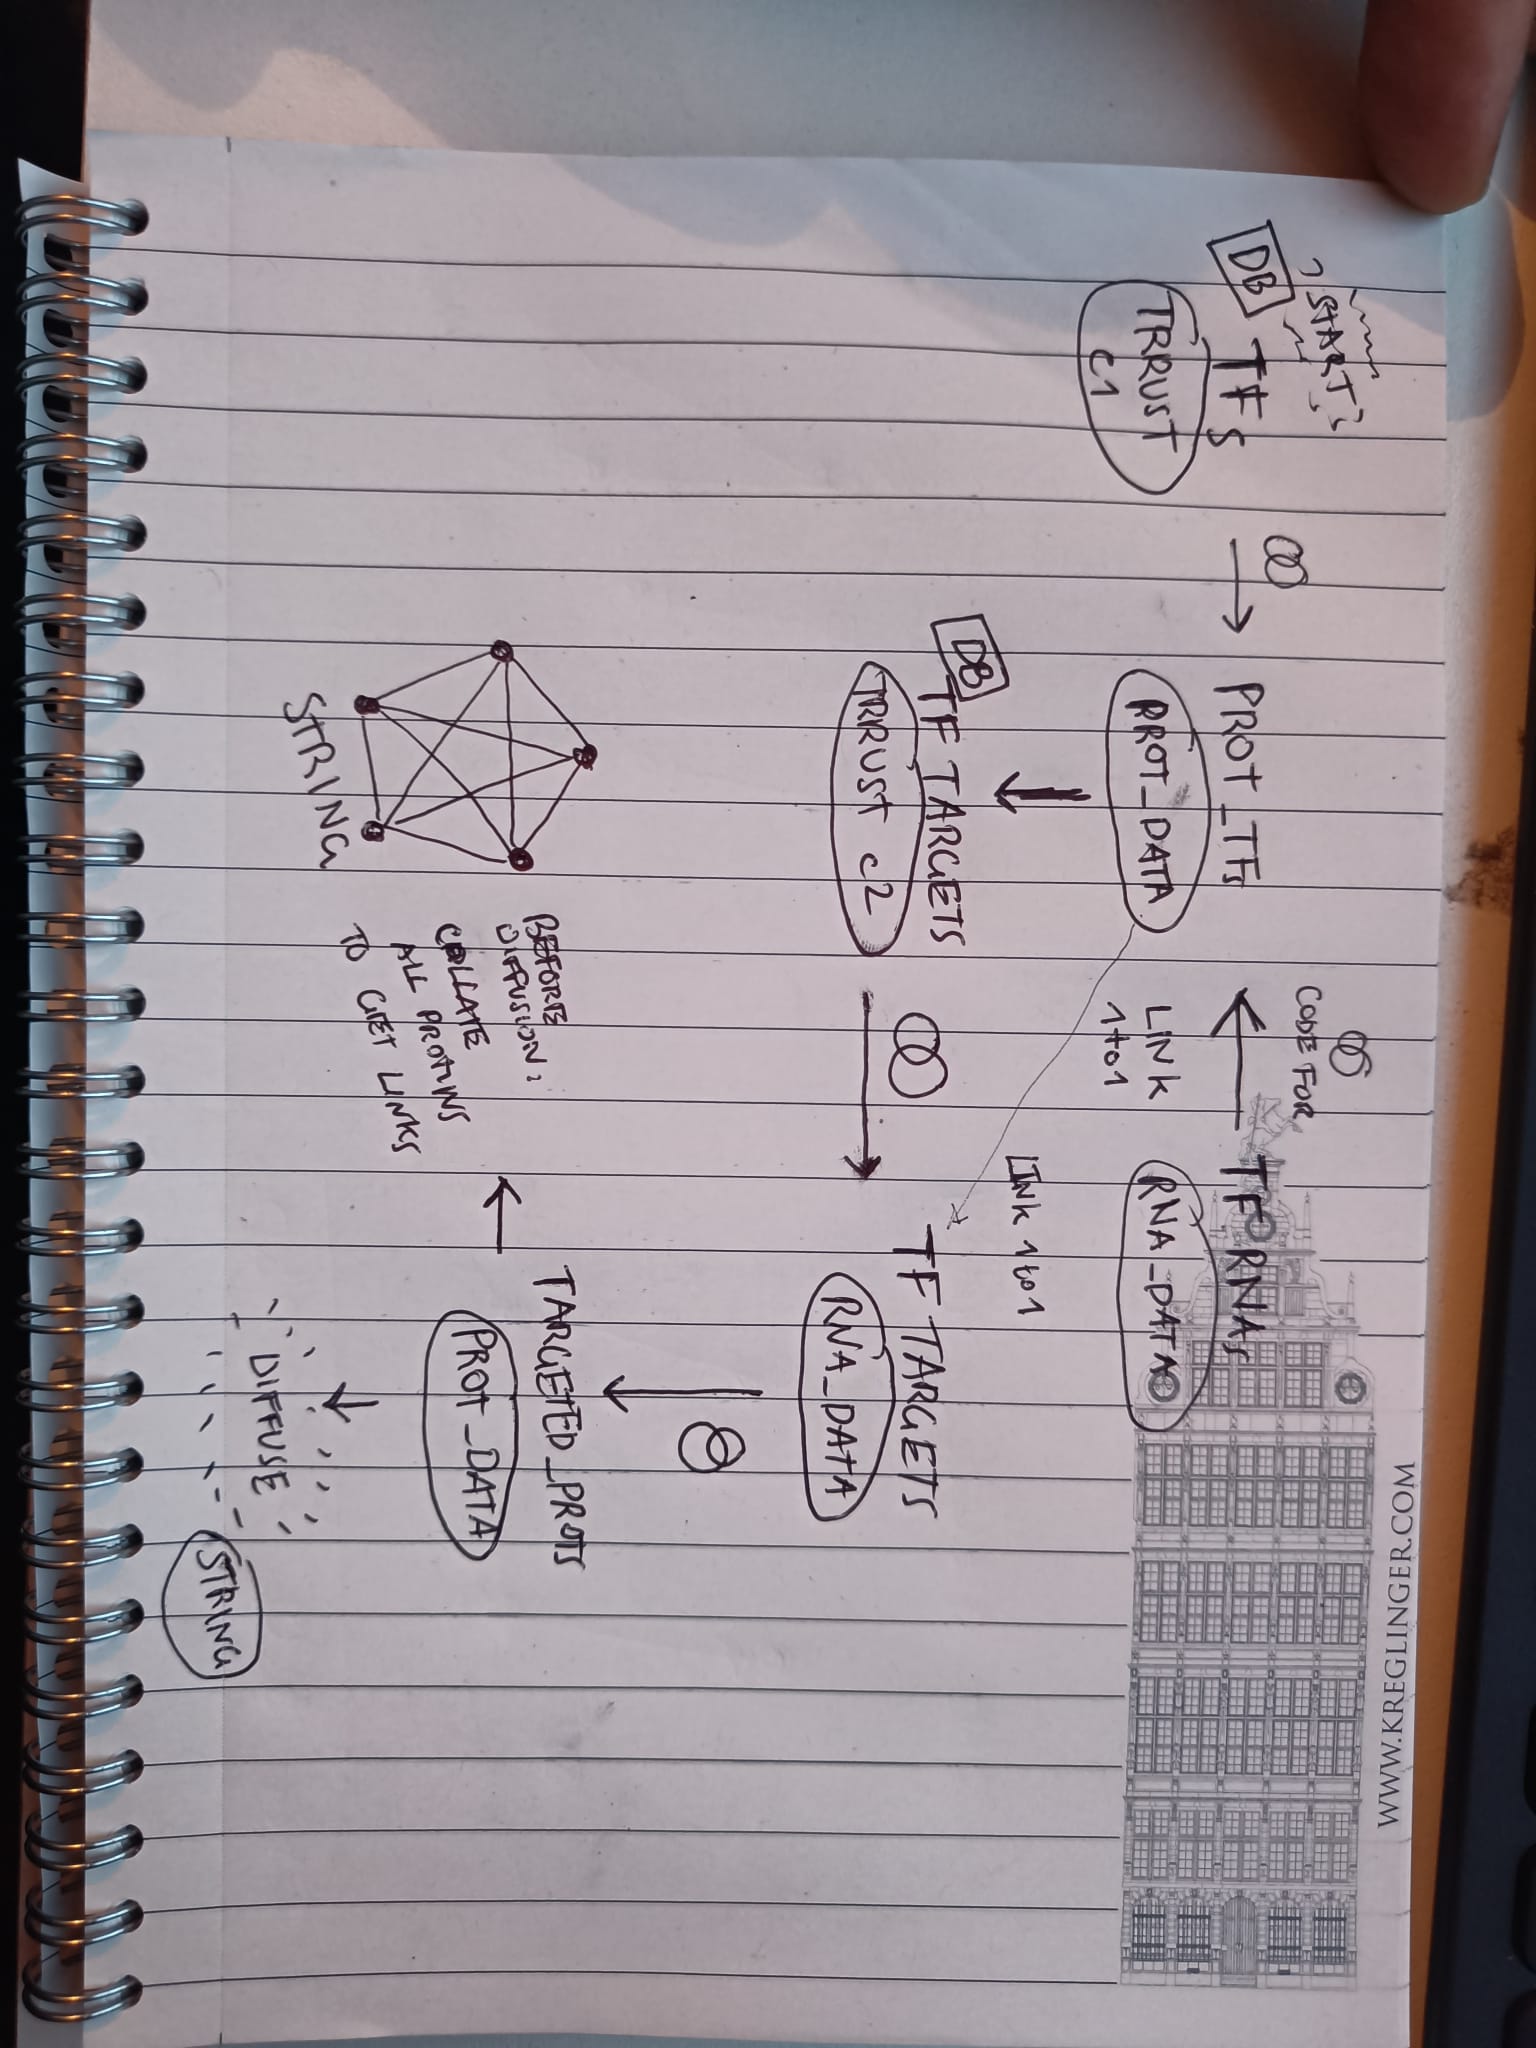 START
DB
TFs
TRRUST
c1
PROT_TFs
PROT_DATA
CODE FOR
LINK
1to1
TF RNAs
RNA_DATA
WWW.KREGLINGER.COM
DB
TF TARGETS
TRRUST c2
LINK 1to1
TF TARGETS
RNA_DATA
TARGETED_PROTS
PROT_DATA
BEFORE
DIFFUSION:
COLLATE
ALL PROTINS
TO GET LINKS
STRING
DIFFUSE
STRING